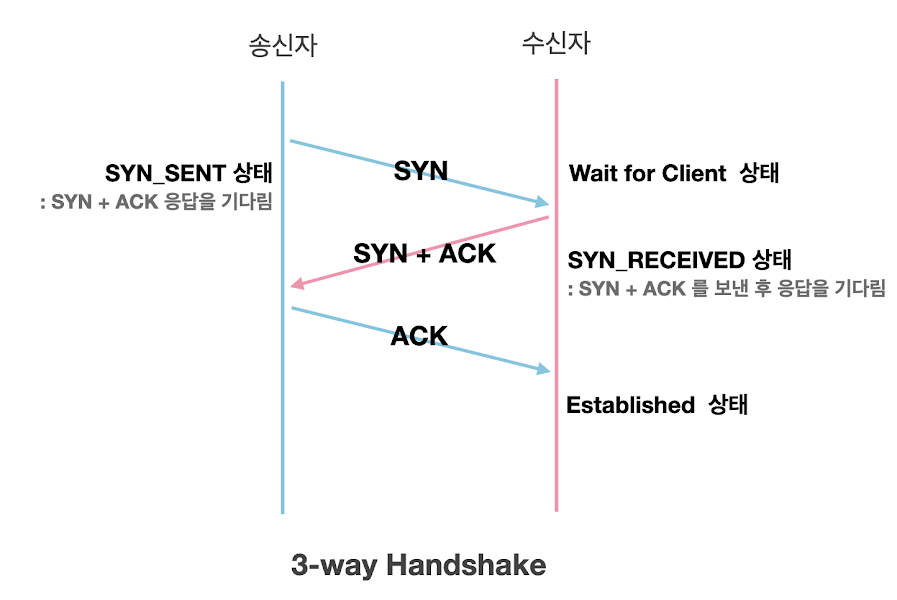 송신자
수신자
SYN_SENT 상태
: SYN + ACK 응답을 기다림
SYN
Wait for Client 상태
SYN + ACK
SYN_RECEIVED 상태
: SYN + ACK 를 보낸 후 응답을 기다림
ACK
Established 상태
3-way Handshake